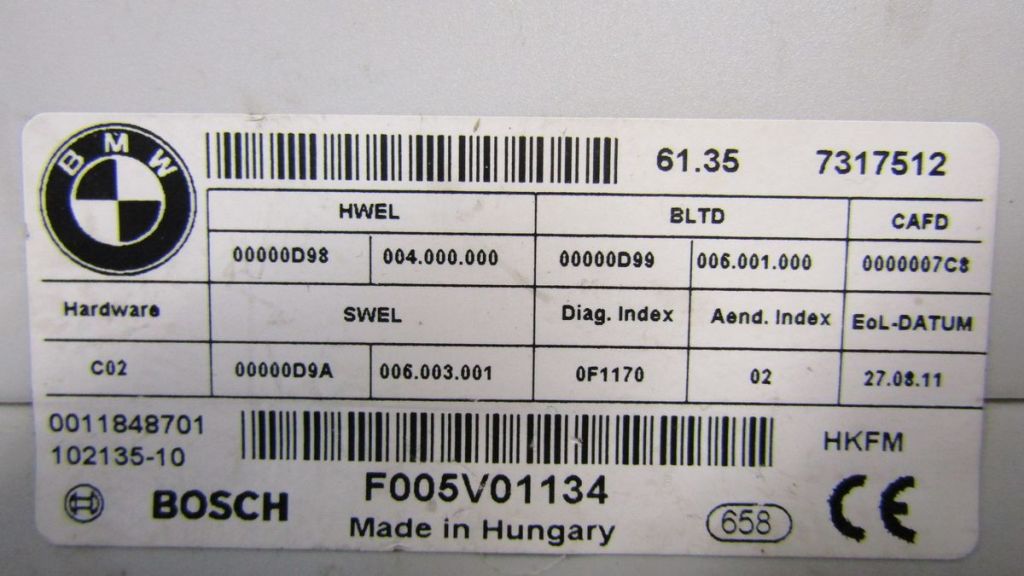 BMW
61.35 7317512
HWEL BLTD CAFD
00000D98 004.000.000 00000D99 006.001.000 0000007C8
Hardware SWEL Diag. Index Aend. Index EoL-DATUM
C02 00000D9A 006.003.001 0F1170 02 27.08.11
0011848701
102135-10
HKFM
F005V01134
BOSCH
Made in Hungary
658
CE